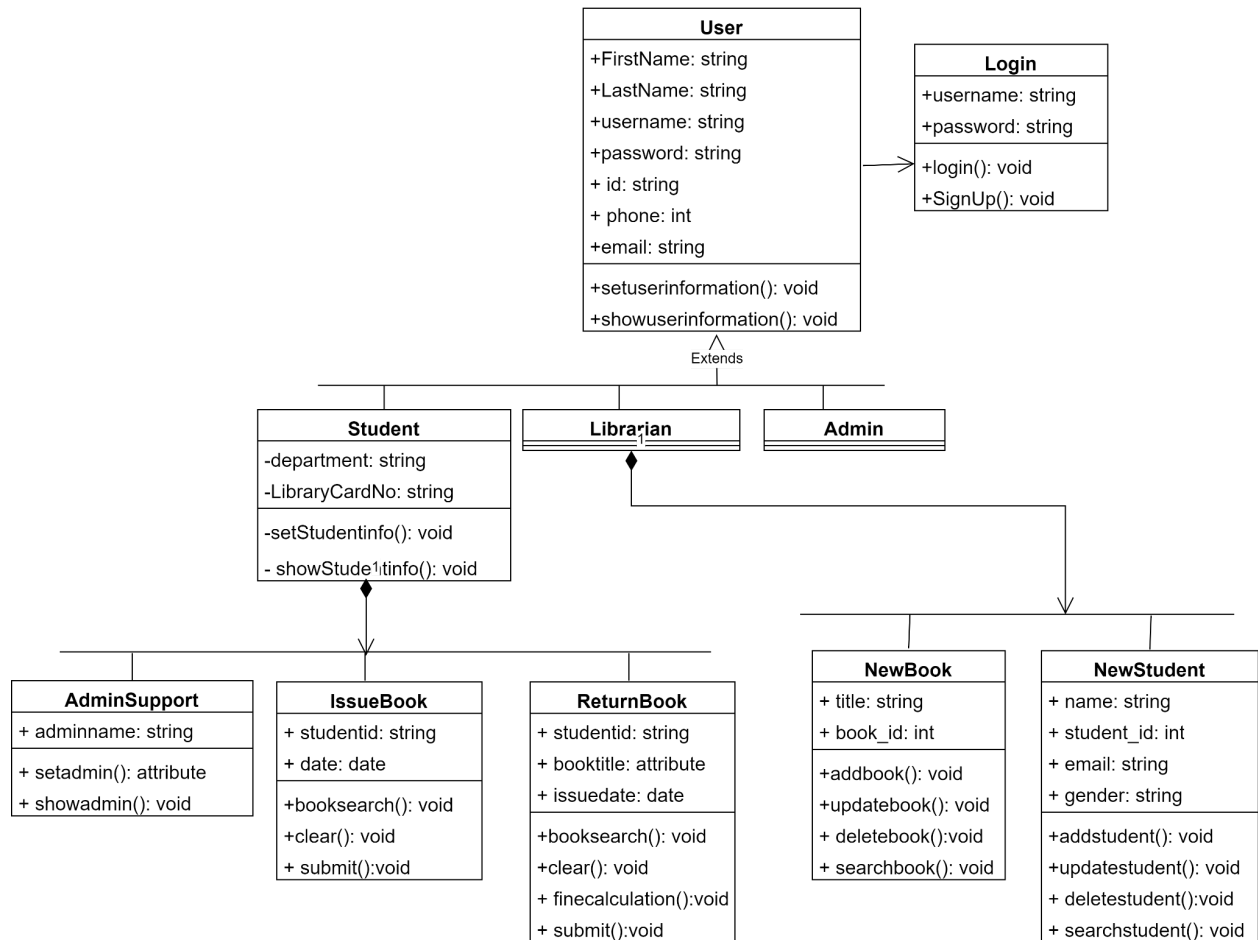 User
+FirstName: string
+LastName: string
+username: string
+password: string
+ id: string
+ phone: int
+email: string
+setuserinformation(): void
+showuserinformation(): void
Login
+username: string
+password: string
+login(): void
+SignUp(): void
Extends
Student
-department: string
-LibraryCardNo: string
-setStudentinfo(): void
- showStudentinfo(): void
1
Librarian
1
Admin
AdminSupport
+ adminname: string
+ setadmin(): attribute
+ showadmin(): void
IssueBook
+ studentid: string
+ date: date
+booksearch(): void
+clear(): void
+ submit():void
ReturnBook
+ studentid: string
+ booktitle: attribute
+ issuedate: date
+booksearch(): void
+clear(): void
+ finecalculation():void
+ submit():void
NewBook
+ title: string
+ book_id: int
+addbook(): void
+updatebook(): void
+ deletebook():void
+ searchbook(): void
NewStudent
+ name: string
+ student_id: int
+ email: string
+ gender: string
+addstudent(): void
+updatestudent(): void
+ deletestudent():void
+ searchstudent(): void